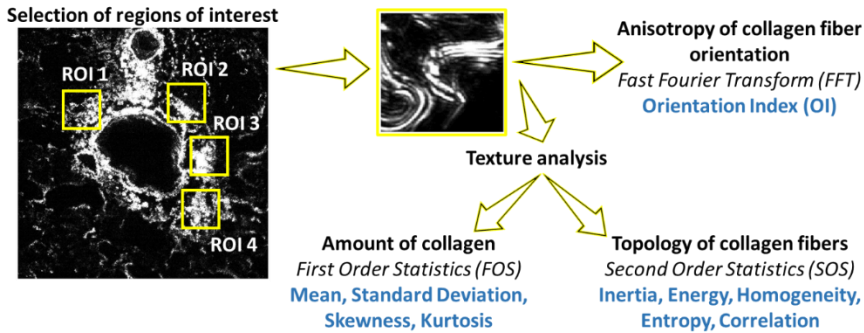 Selection of regions of interest
ROI 1
ROI 2
ROI 3
ROI 4
Anisotropy of collagen fiber
orientation
Fast Fourier Transform (FFT)
Orientation Index (OI)
Texture analysis
Amount of collagen
First Order Statistics (FOS)
Mean, Standard Deviation,
Skewness, Kurtosis
Topology of collagen fibers
Second Order Statistics (SOS)
Inertia, Energy, Homogeneity,
Entropy, Correlation